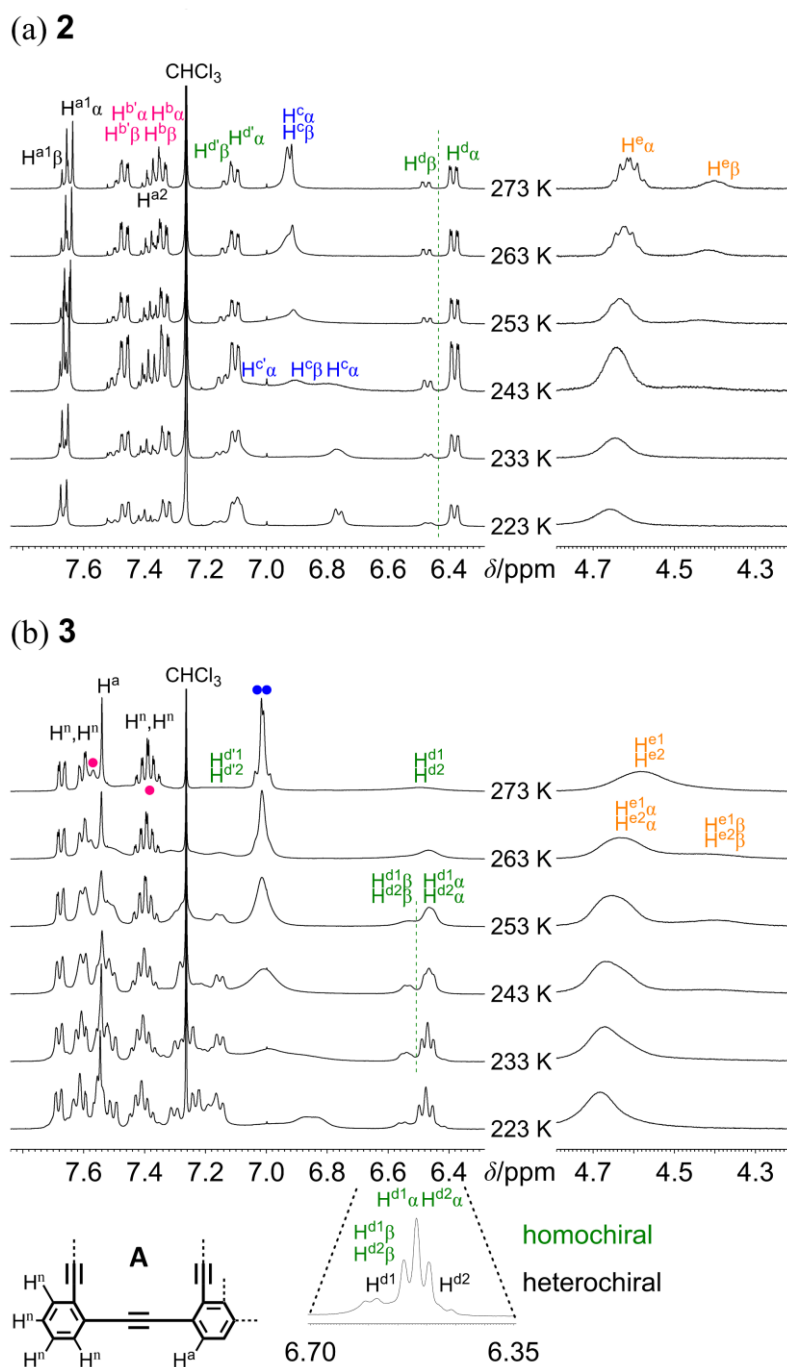 (a) 2
CHCl3
Ha1α Hb'α Hbα Hcα
Hb'β Hbβ Hcβ
Ha1β Hd'β Hd'α Hdβ Hdα Heα Heβ
Ha2
273 K
263 K
253 K
Hc'α Hcβ Hcα
243 K
233 K
223 K
7.6 7.4 7.2 7.0 6.8 6.6 6.4 δ/ppm 4.7 4.5 4.3
(b) 3
Ha CHCl3
Hn,Hn Hn,Hn
Hd'1 Hd1 He1
Hd'2 Hd2 He2
273 K
He1α He1β
He2α He2β
263 K
Hd1β Hd1α
Hd2β Hd2α
253 K
243 K
233 K
223 K
7.6 7.4 7.2 7.0 6.8 6.6 6.4 δ/ppm 4.7 4.5 4.3
Hd1α Hd2α
A
Hd1β
Hd2β
homochiral
Hd1 Hd2
heterochiral
Hn
Hn
Hn Hn Ha
6.70 6.35